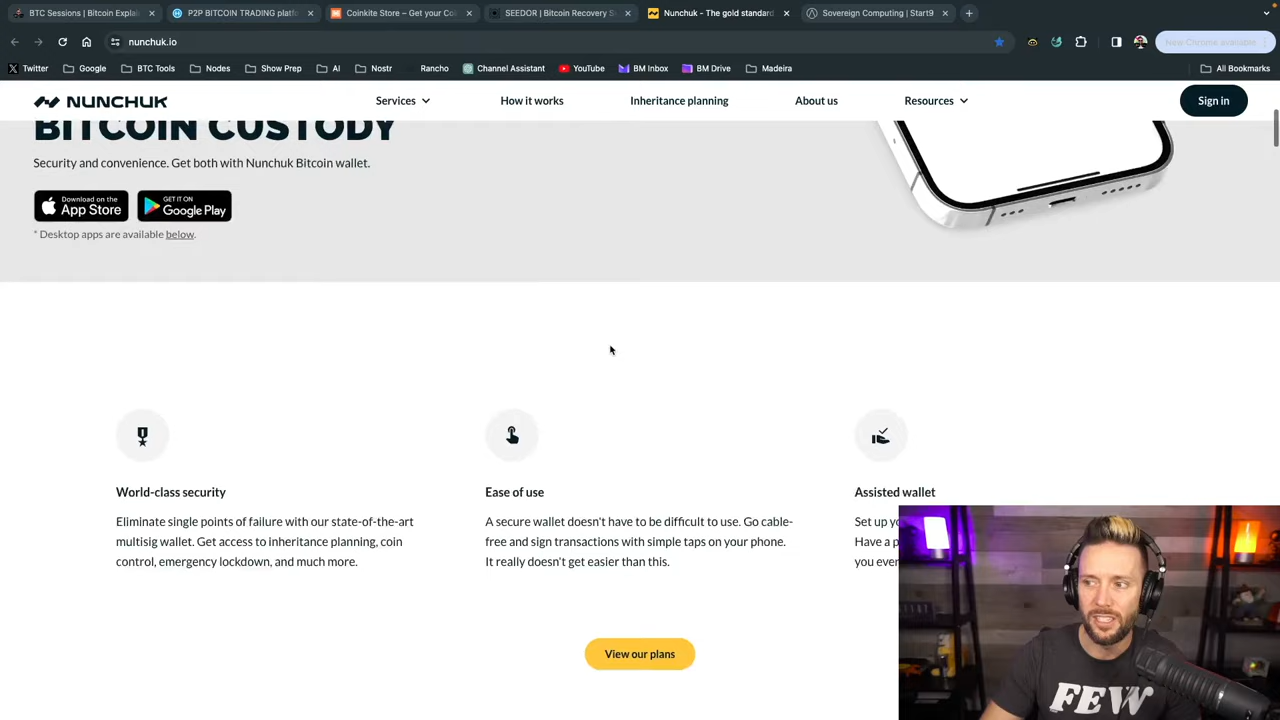 BTC Sessions | Bitcoin Explai
P2P BITCOIN TRADING platfo
Coinkite Store – Get your Co
SEEDOR | Bitcoin Recovery S
Nunchuk - The gold standard
Sovereign Computing | Start9
nunchuk.io
New Chrome available
Twitter
Google
BTC Tools
Nodes
Show Prep
AI
Nostr
Rancho
Channel Assistant
YouTube
BM Inbox
BM Drive
Madeira
All Bookmarks
NUNCHUK
Services
How it works
Inheritance planning
About us
Resources
Sign in
BITCOIN CUSTODY
Security and convenience. Get both with Nunchuk Bitcoin wallet.
Download on the
App Store
GET IT ON
Google Play
* Desktop apps are available below.
World-class security
Eliminate single points of failure with our state-of-the-art
multisig wallet. Get access to inheritance planning, coin
control, emergency lockdown, and much more.
Ease of use
A secure wallet doesn't have to be difficult to use. Go cable-
free and sign transactions with simple taps on your phone.
It really doesn't get easier than this.
Assisted wallet
Set up yo
Have a p
you even
View our plans
FEW